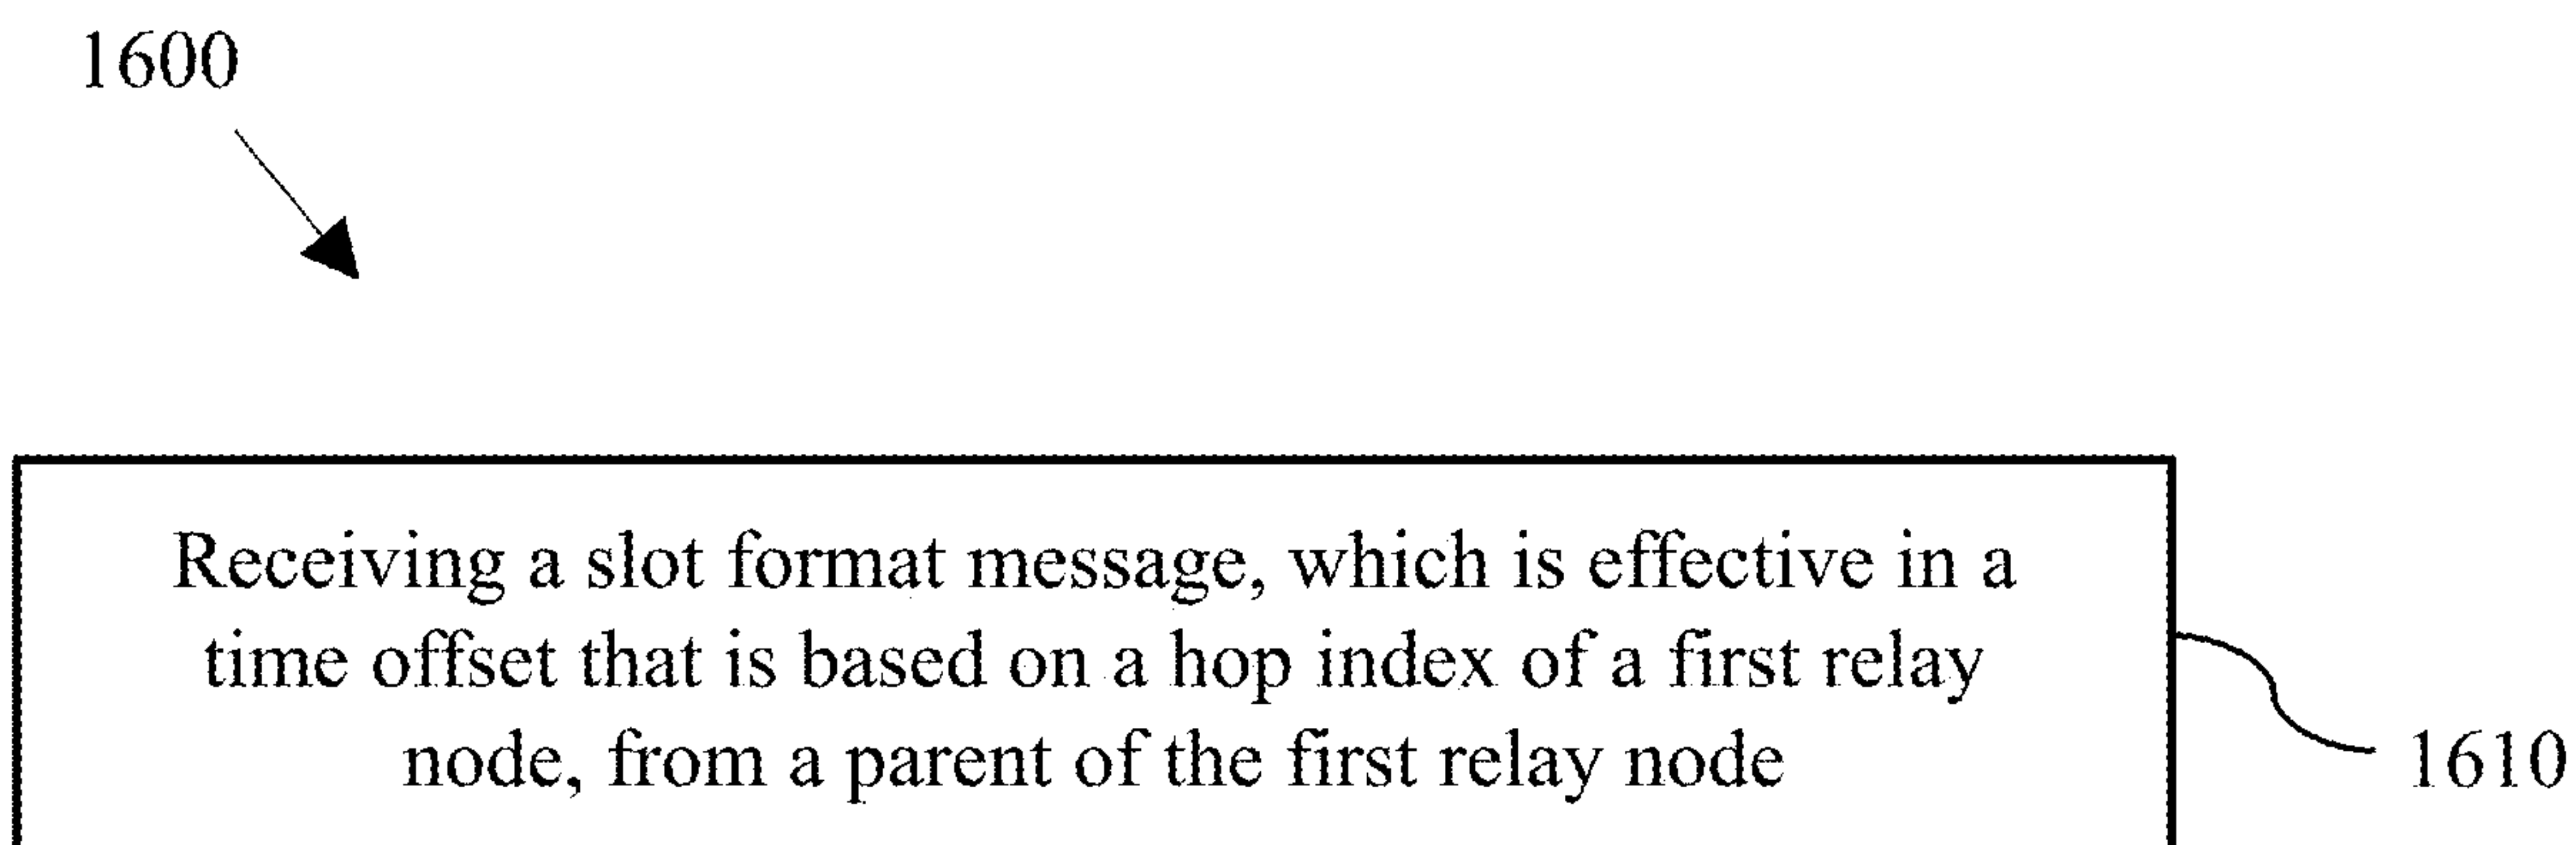 1600
Receiving a slot format message, which is effective in a
time offset that is based on a hop index of a first relay
node, from a parent of the first relay node
1610